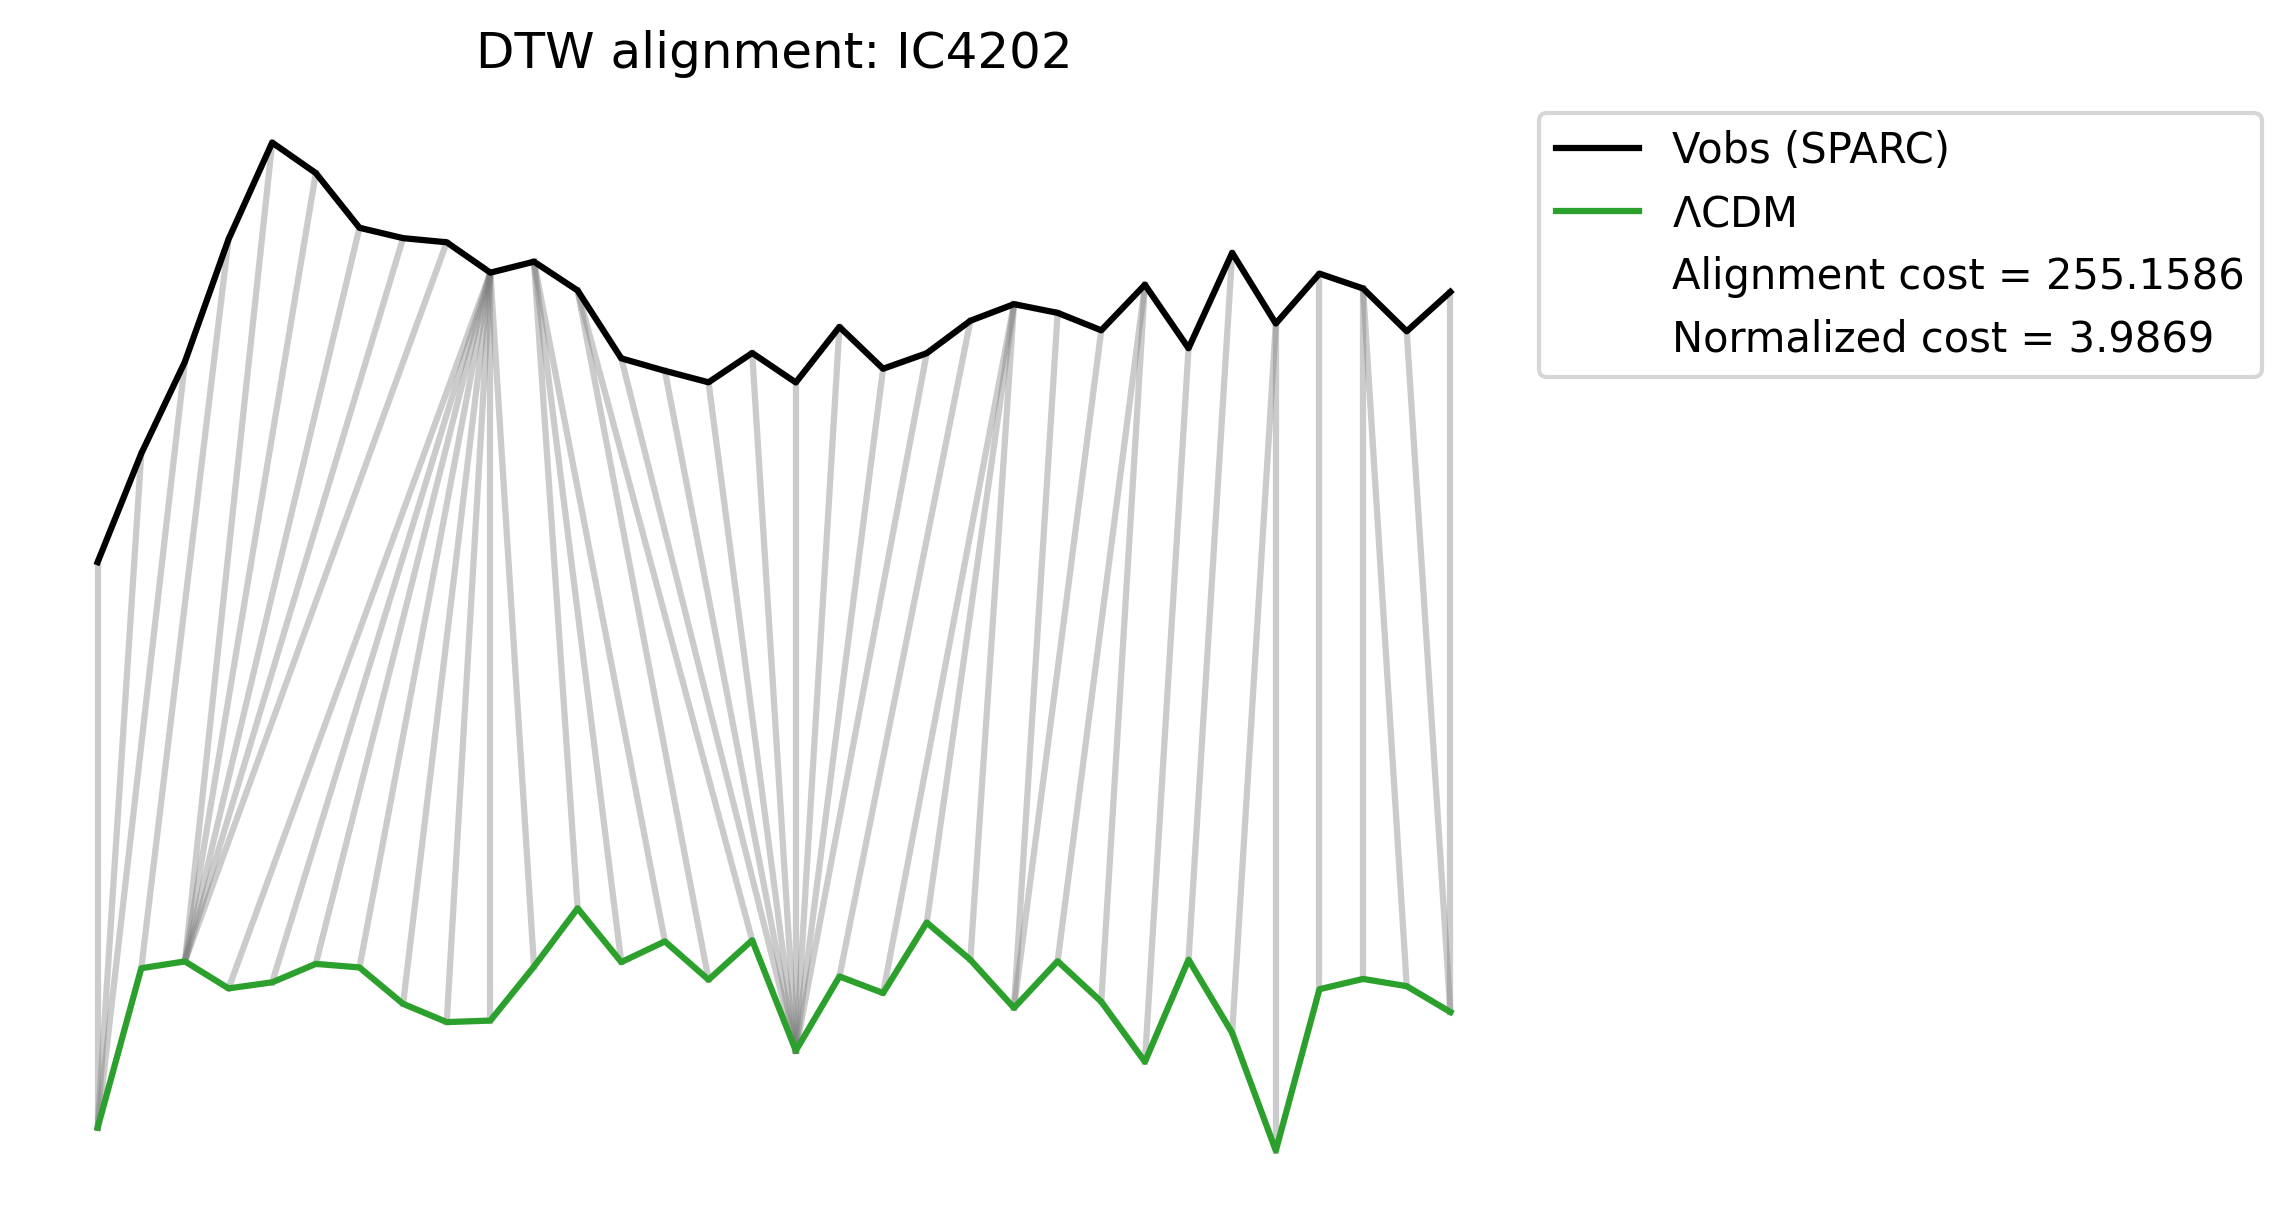 DTW alignment: IC4202
Vobs (SPARC)
ΛCDM
Alignment cost = 255.1586
Normalized cost = 3.9869